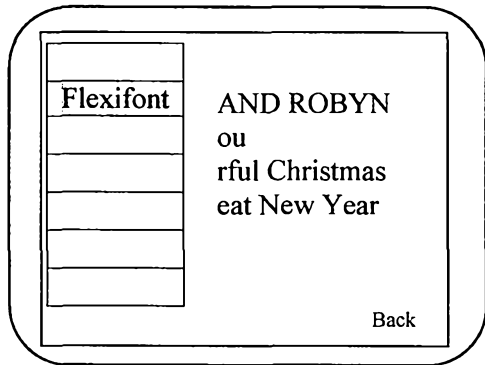 Flexifont
AND ROBYN
ou
rful Christmas
eat New Year
Back